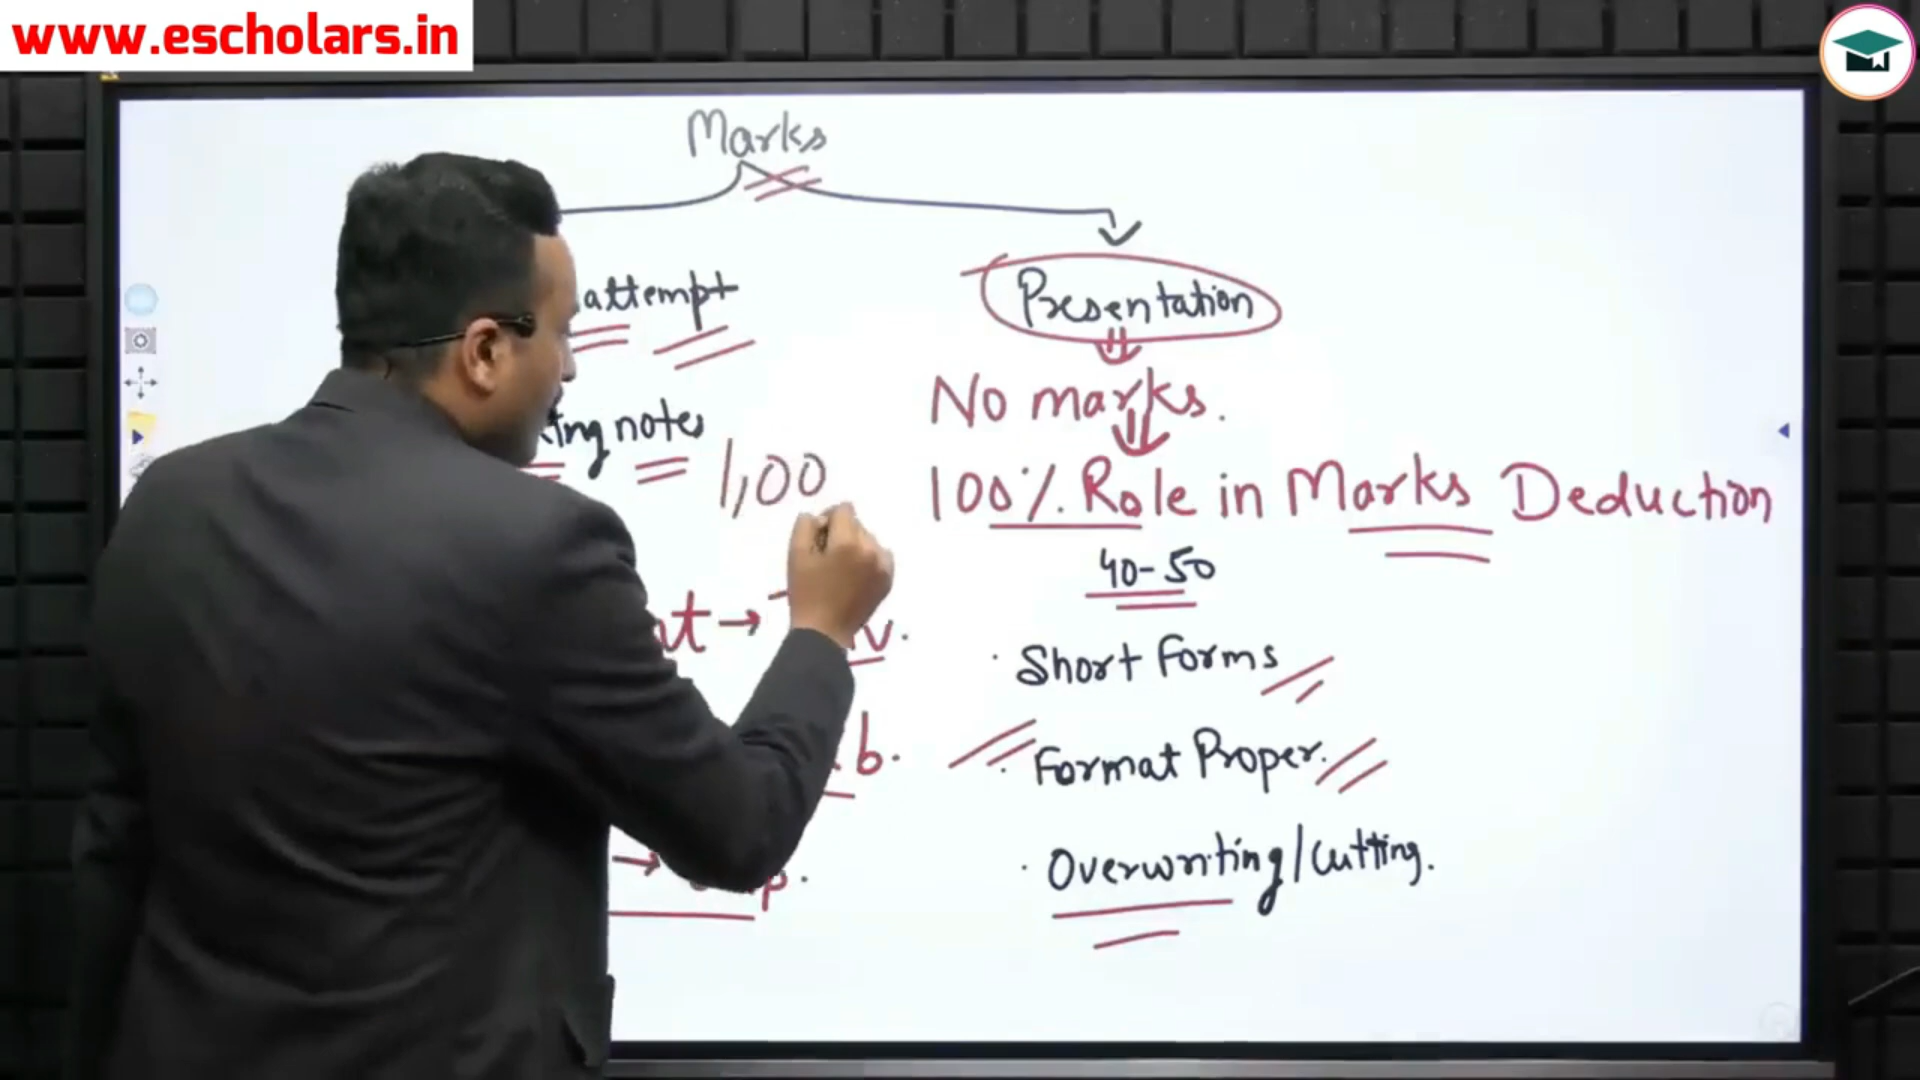 www.escholars.in
Marks
attempt
Presentation
notes
No marks.
1,00
100% Role in Marks Deduction
40-50
Short Forms
Format Proper.
b.
Overwriting/Cutting.